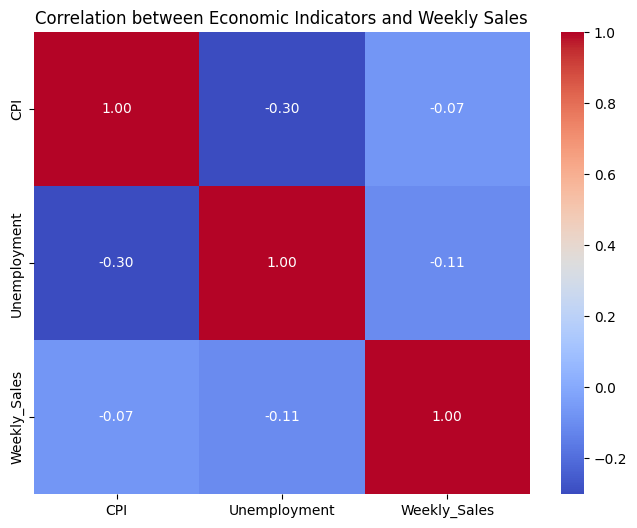 Correlation between Economic Indicators and Weekly Sales
CPI
1.00
-0.30
-0.07
Unemployment
-0.30
1.00
-0.11
Weekly_Sales
-0.07
-0.11
1.00
CPI
Unemployment
Weekly_Sales
1.0
0.8
0.6
0.4
0.2
0.0
−0.2